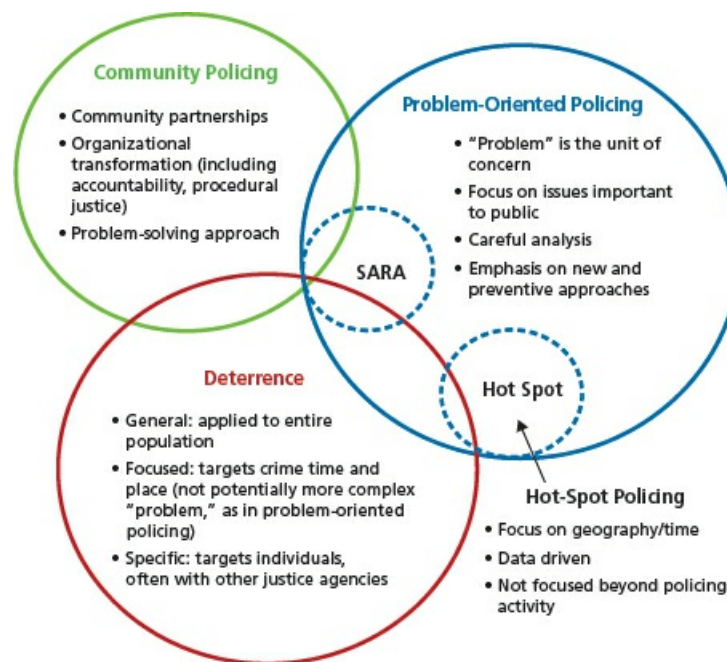 Community Policing
• Community partnerships
• Organizational
transformation (including
accountability, procedural
justice)
• Problem-solving approach
Problem-Oriented Policing
• “Problem” is the unit of
concern
• Focus on issues important
to public
• Careful analysis
• Emphasis on new and
preventive approaches
SARA
Hot Spot
Deterrence
• General: applied to entire
population
• Focused: targets crime time and
place (not potentially more complex
“problem,” as in problem-oriented
policing)
• Specific: targets individuals,
often with other justice agencies
Hot-Spot Policing
• Focus on geography/time
• Data driven
• Not focused beyond policing
activity